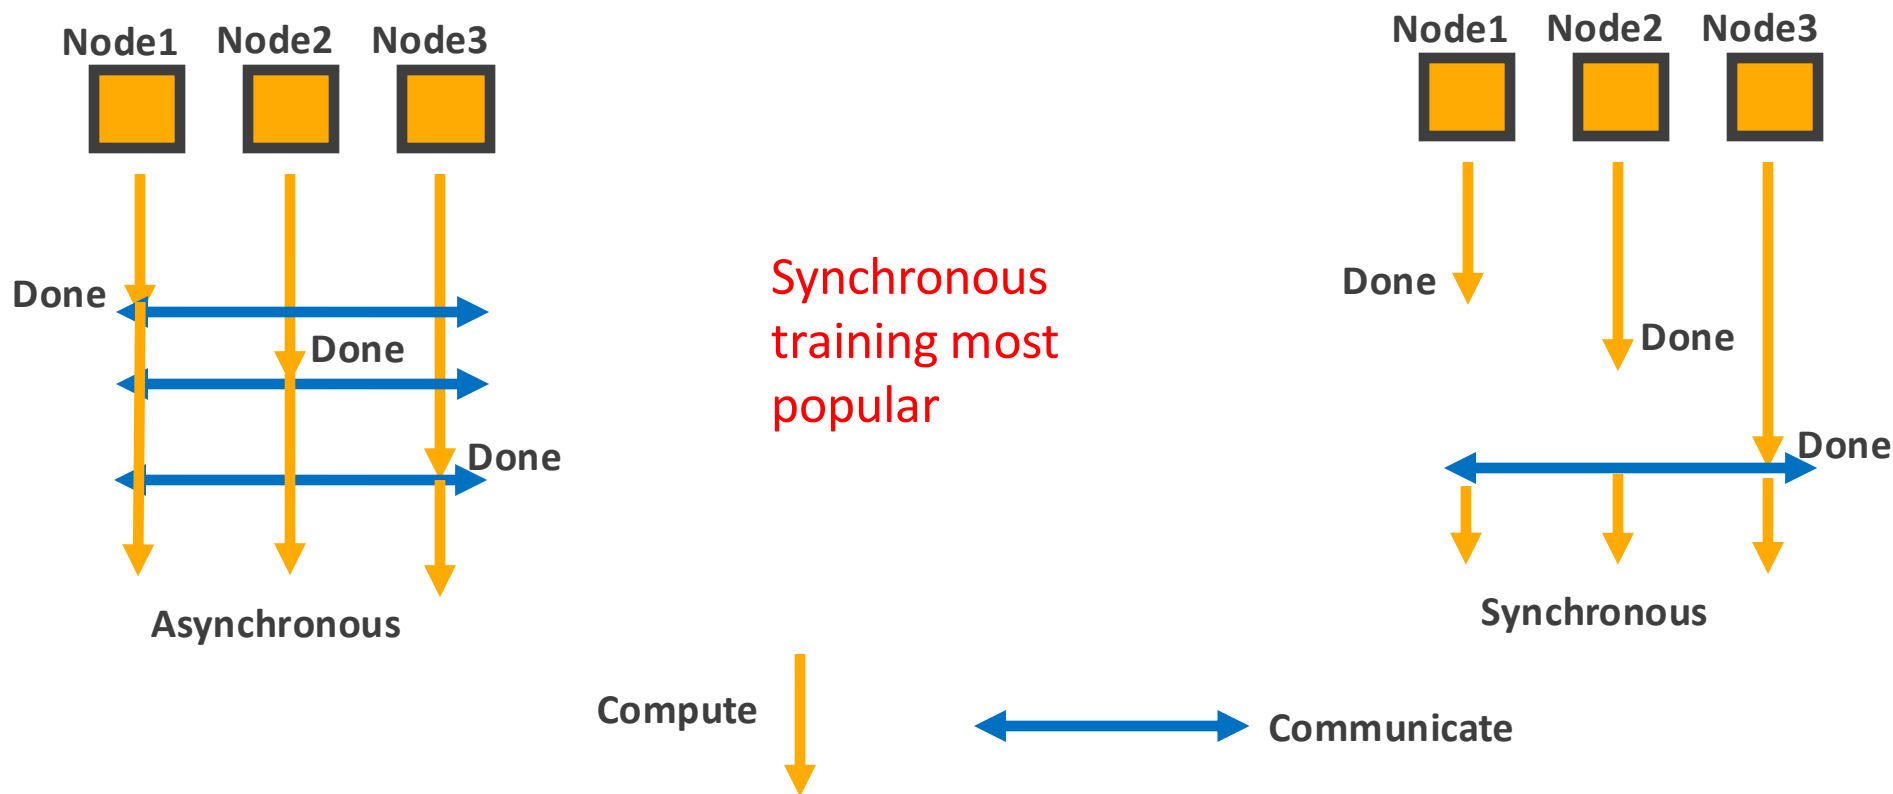 Node1 Node2 Node3
Done
Done
Done
Asynchronous
Synchronous
training most
popular
Node1 Node2 Node3
Done
Done
Done
Synchronous
Compute
Communicate